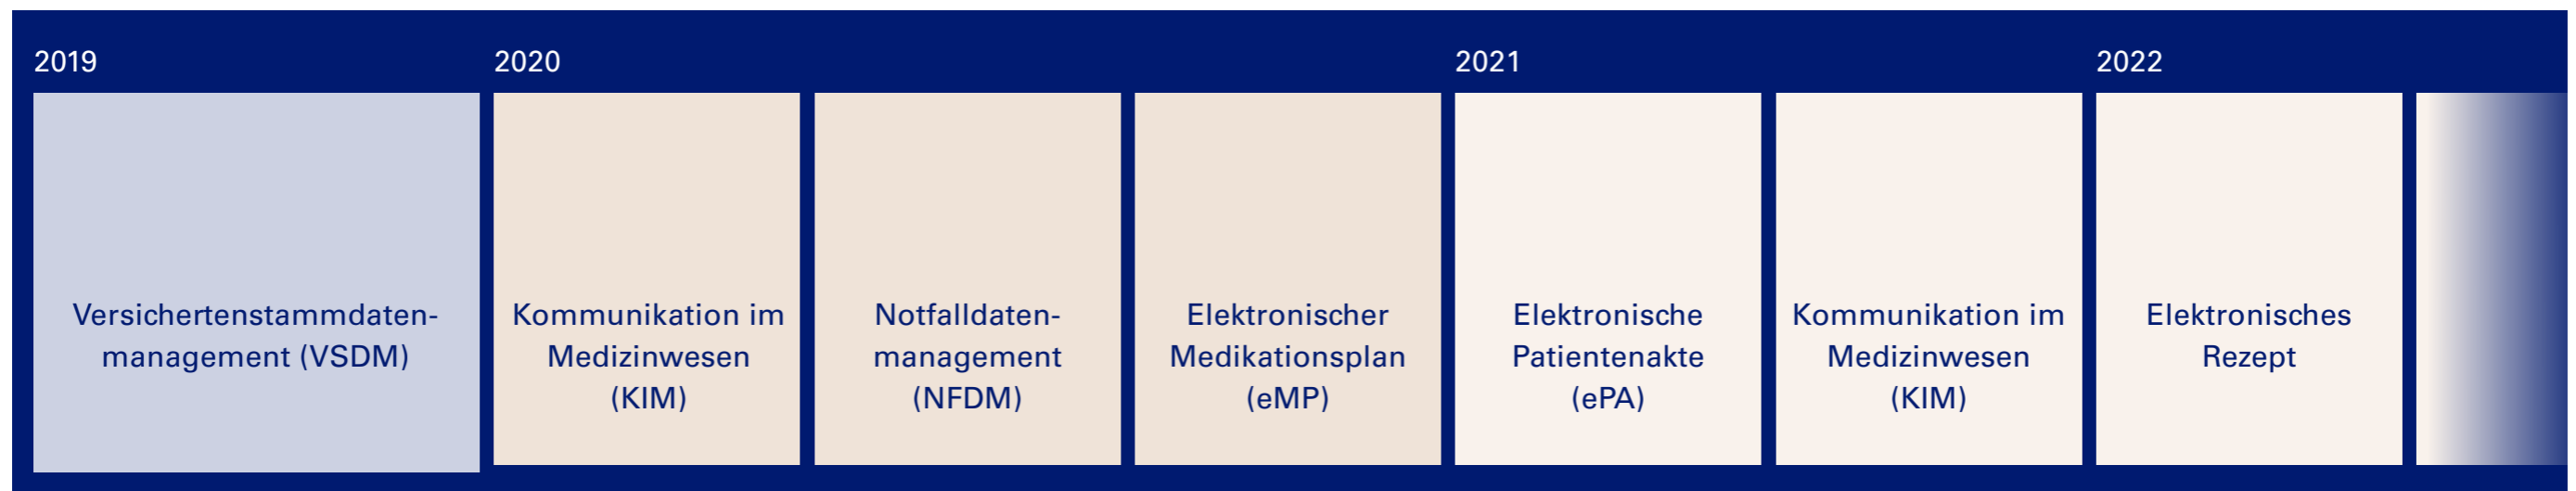 2019
Versichertenstammdaten-
management (VSDM)
2020
Kommunikation im
Medizinwesen
(KIM)
Notfalldaten-
management
(NFDM)
Elektronischer
Medikationsplan
(eMP)
2021
Elektronische
Patientenakte
(ePA)
Kommunikation im
Medizinwesen
(KIM)
2022
Elektronisches
Rezept